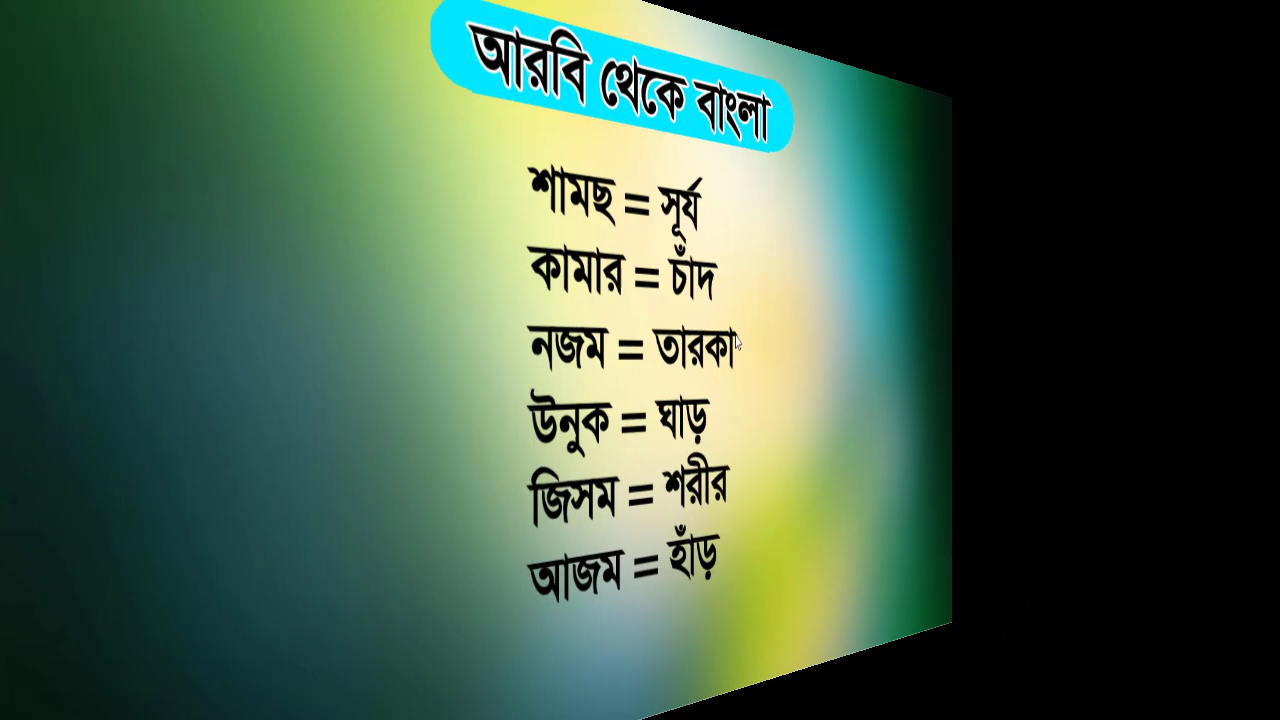 আরবি থেকে বাংলা
শামছ = সূর্য
কামার = চাঁদ
নজম = তারকা
উনুক = ঘাড়
জিসম = শরীর
আজম = হাঁড়